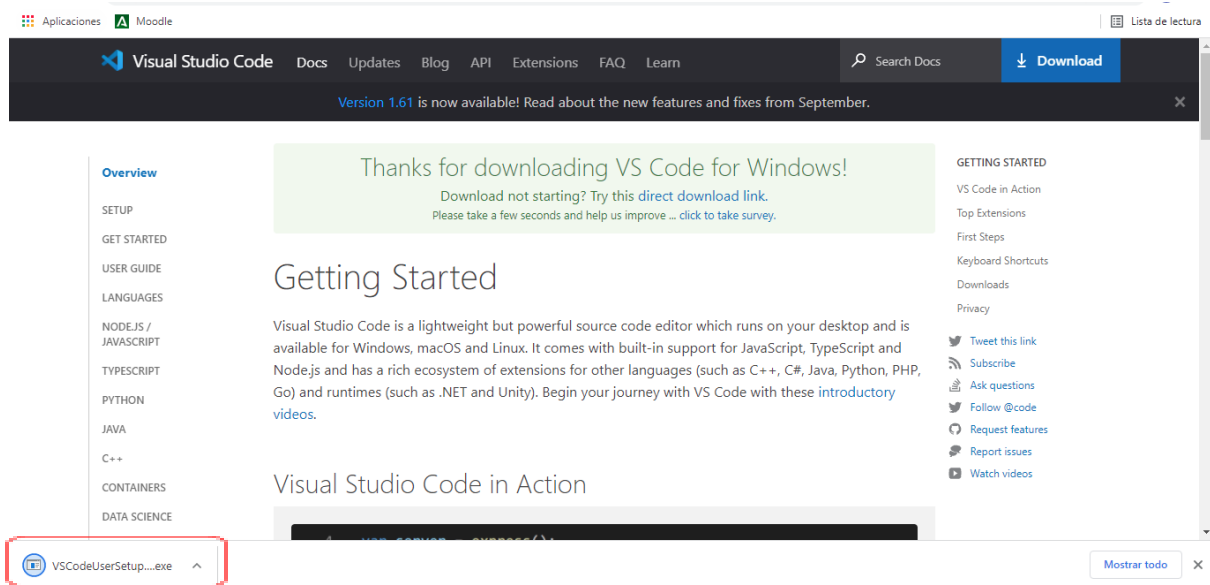 Aplicaciones
Moodle
Lista de lectura
Visual Studio Code Docs Updates Blog API Extensions FAQ Learn
Search Docs
Download
Version 1.61 is now available! Read about the new features and fixes from September.
Overview
SETUP
GET STARTED
USER GUIDE
LANGUAGES
NODE.JS /
JAVASCRIPT
TYPESCRIPT
PYTHON
JAVA
C++
CONTAINERS
DATA SCIENCE
Thanks for downloading VS Code for Windows!
Download not starting? Try this direct download link.
Please take a few seconds and help us improve ... click to take survey.
Getting Started
Visual Studio Code is a lightweight but powerful source code editor which runs on your desktop and is
available for Windows, macOS and Linux. It comes with built-in support for JavaScript, TypeScript and
Node.js and has a rich ecosystem of extensions for other languages (such as C++, C#, Java, Python, PHP,
Go) and runtimes (such as .NET and Unity). Begin your journey with VS Code with these introductory
videos.
Visual Studio Code in Action
GETTING STARTED
VS Code in Action
Top Extensions
First Steps
Keyboard Shortcuts
Downloads
Privacy
Tweet this link
Subscribe
Ask questions
Follow @code
Request features
Report issues
Watch videos
VSCodeUserSetup....exe
Mostrar todo